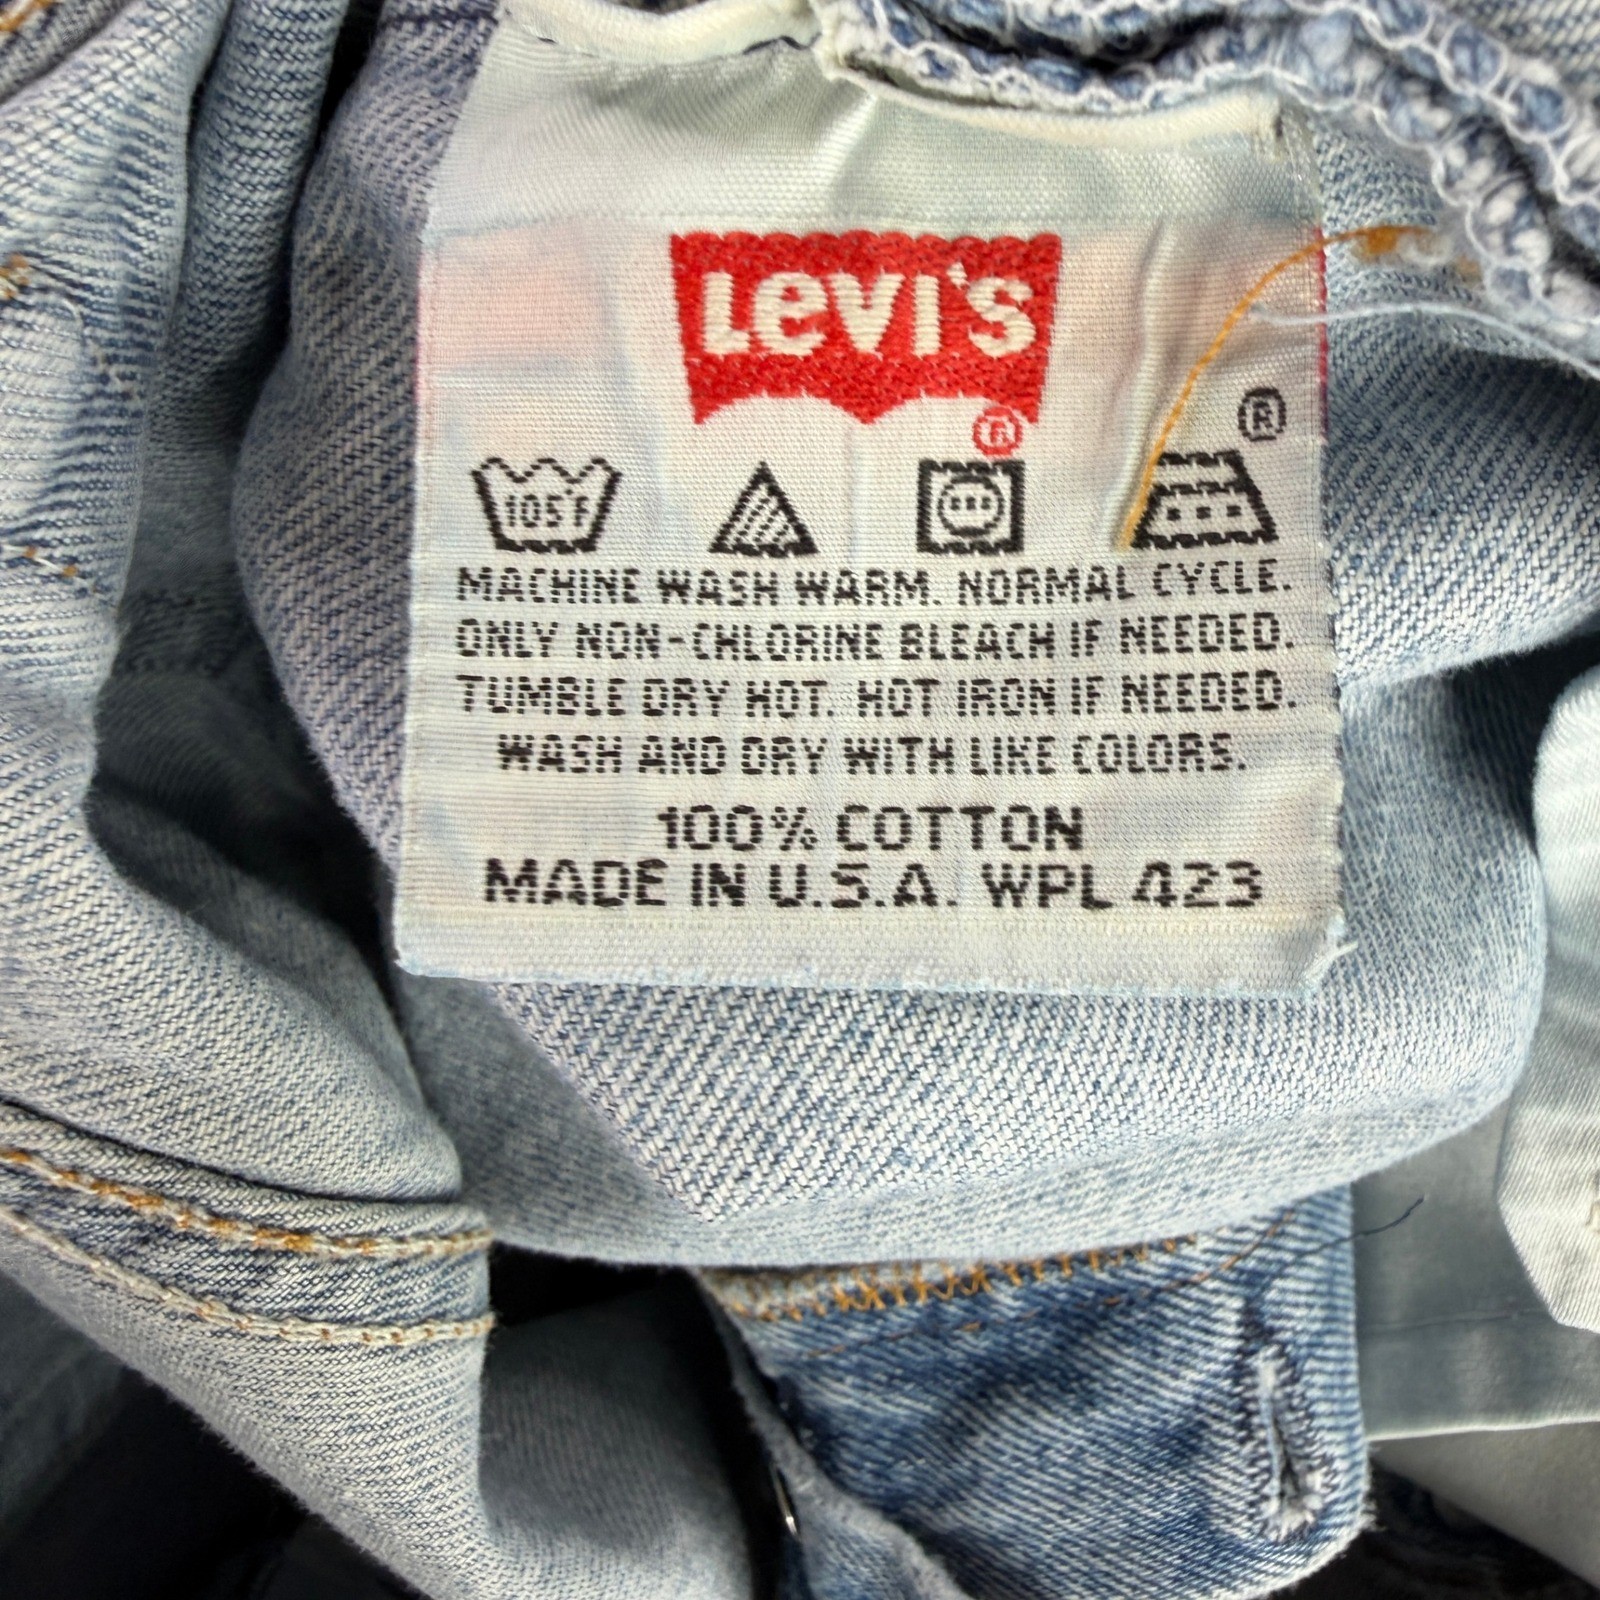 LEVI'S
®
®
105°F
MACHINE WASH WARM. NORMAL CYCLE.
ONLY NON-CHLORINE BLEACH IF NEEDED.
TUMBLE DRY HOT. HOT IRON IF NEEDED.
WASH AND DRY WITH LIKE COLORS.
100% COTTON
MADE IN U.S.A. WPL 423